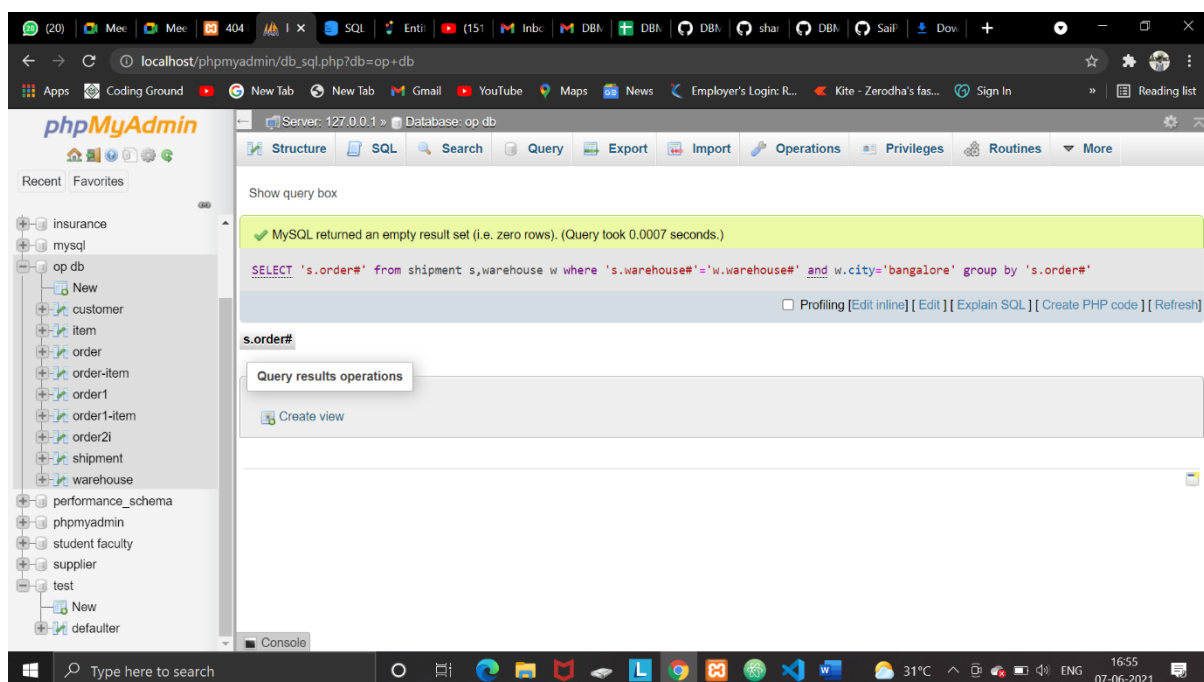 (20) Mee Mee 404 I SQL Entit (151 Inbo DBM DBM DBM shar DBM SaiP Dow
localhost/phpmyadmin/db_sql.php?db=op+db
Apps Coding Ground New Tab New Tab Gmail YouTube Maps News Employer's Login: R... Kite - Zerodha's fas... Sign In » Reading list
phpMyAdmin
Recent Favorites
insurance
mysql
op db
New
customer
item
order
order-item
order1
order1-item
order2i
shipment
warehouse
performance_schema
phpmyadmin
student faculty
supplier
test
New
defaulter
Server: 127.0.0.1 » Database: op db
Structure SQL Search Query Export Import Operations Privileges Routines More
Show query box
MySQL returned an empty result set (i.e. zero rows). (Query took 0.0007 seconds.)
SELECT 's.order#' from shipment s,warehouse w where 's.warehouse#'='w.warehouse#' and w.city='bangalore' group by 's.order#'
Profiling [Edit inline] [ Edit ] [ Explain SQL ] [ Create PHP code ] [ Refresh]
s.order#
Query results operations
Create view
Console
Type here to search 31°C ENG 16:55
07-06-2021